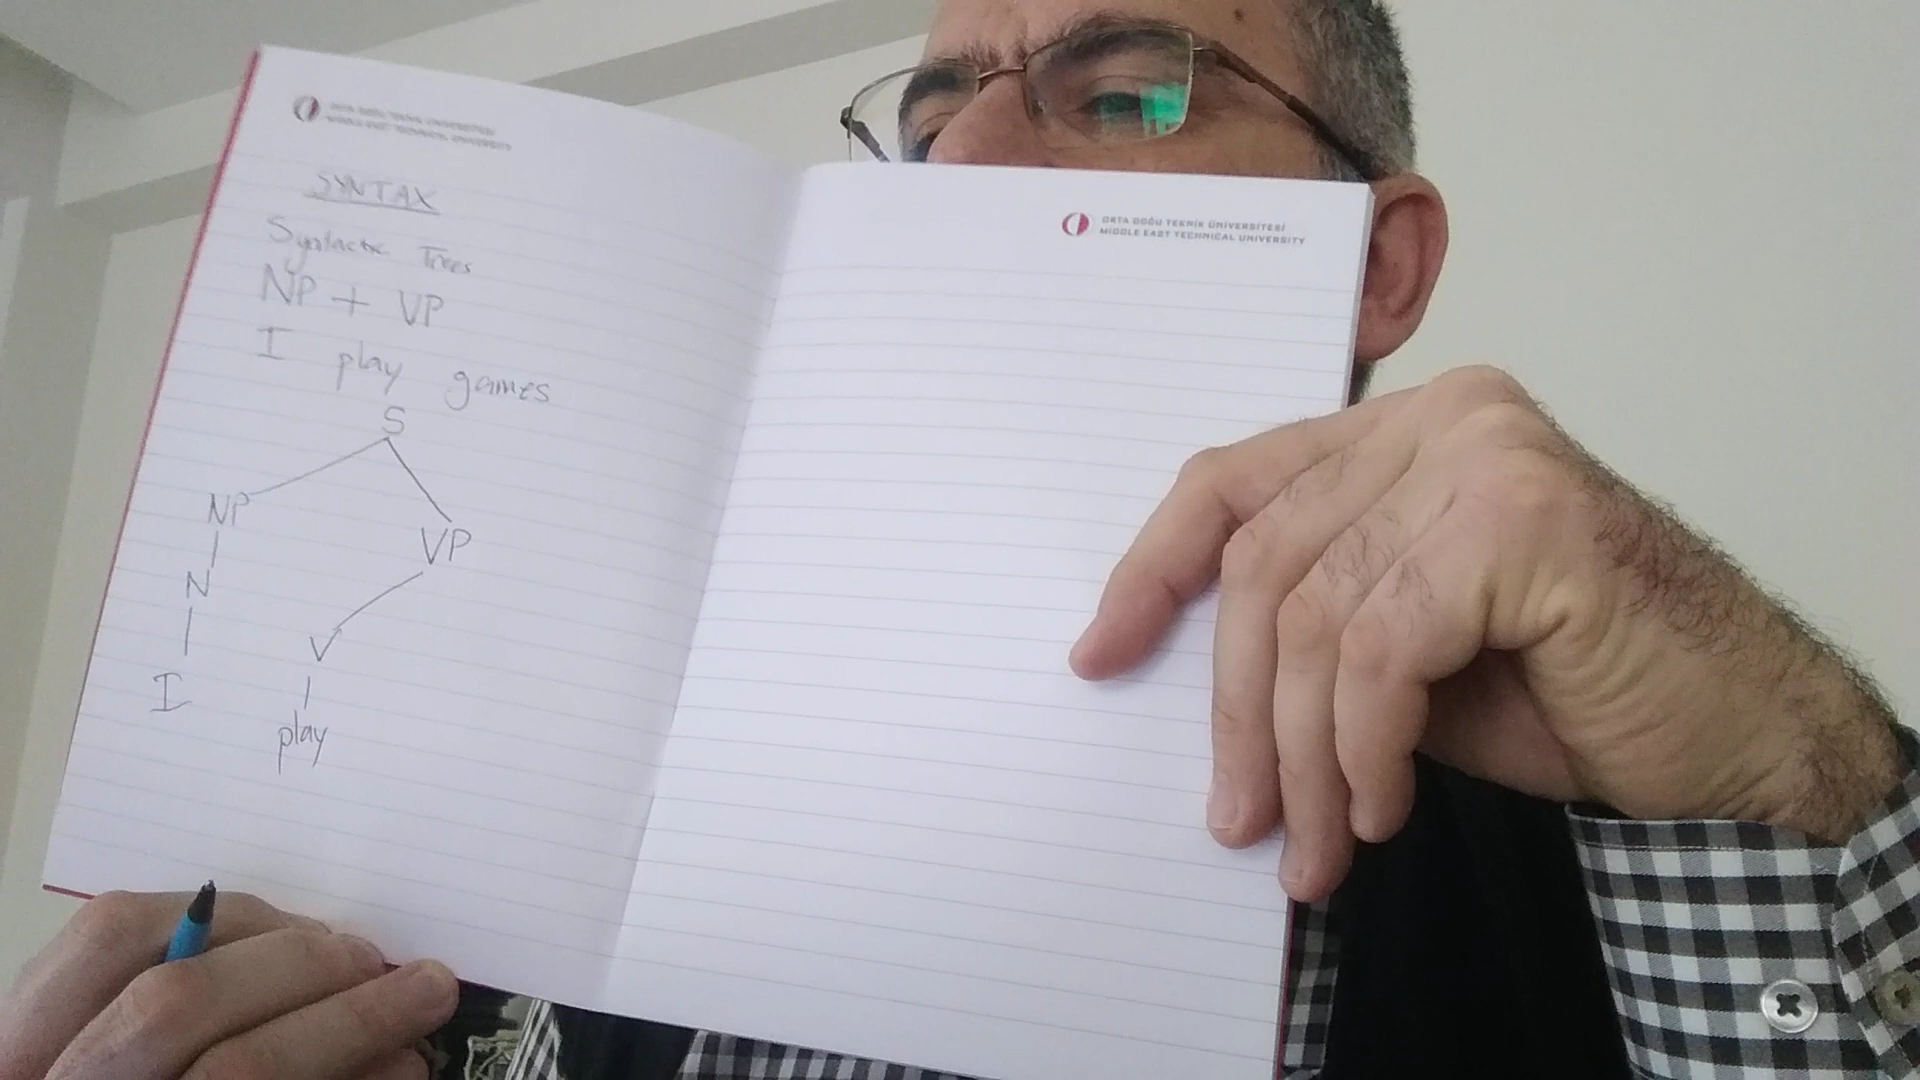 ORTA DOĞU TEKNİK ÜNİVERSİTESİ
MIDDLE EAST TECHNICAL UNIVERSITY
SYNTAX
Syntactic Trees
NP + VP
I play games
S
NP
VP
N
V
I
play
ORTA DOĞU TEKNİK ÜNİVERSİTESİ
MIDDLE EAST TECHNICAL UNIVERSITY